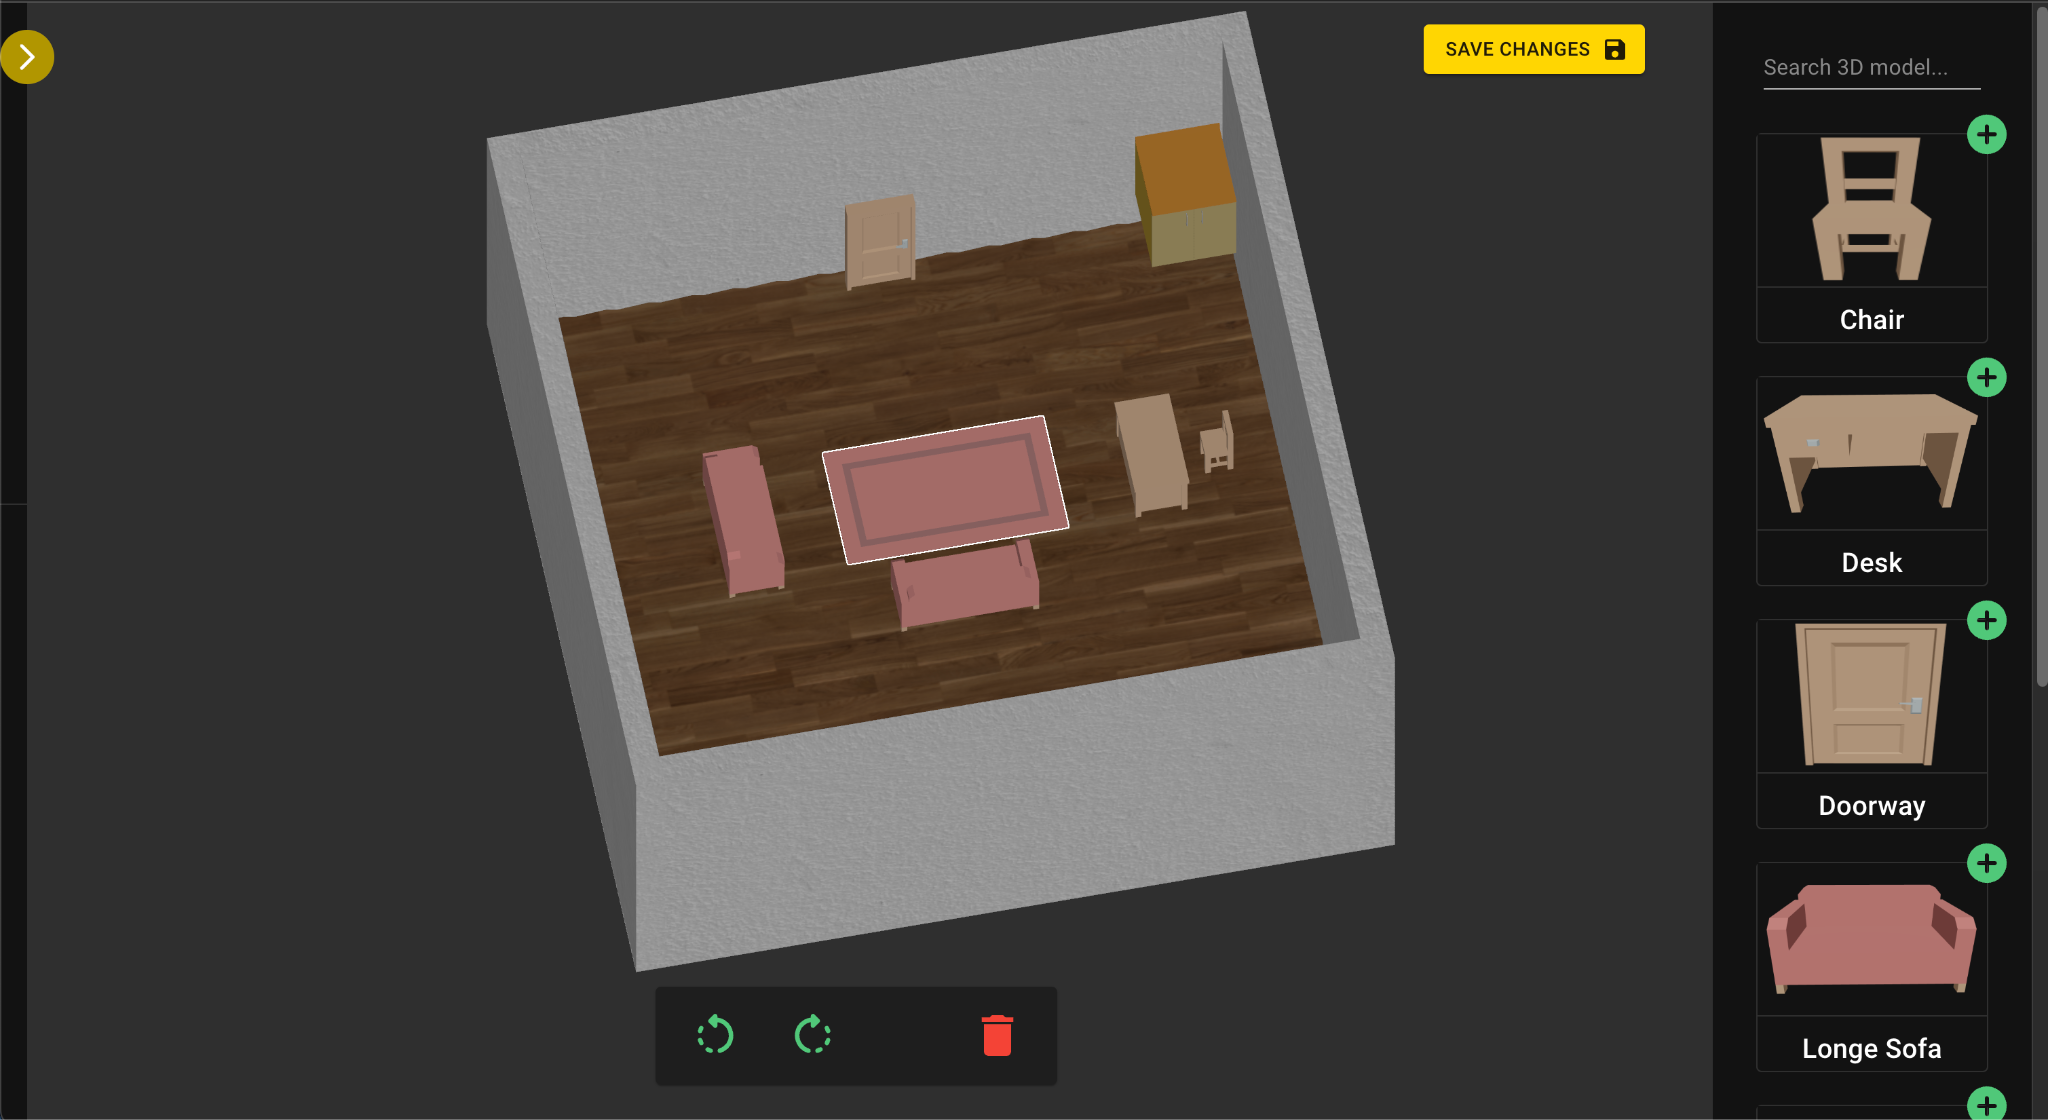 SAVE CHANGES
Search 3D model...
Chair
Desk
Doorway
Longe Sofa